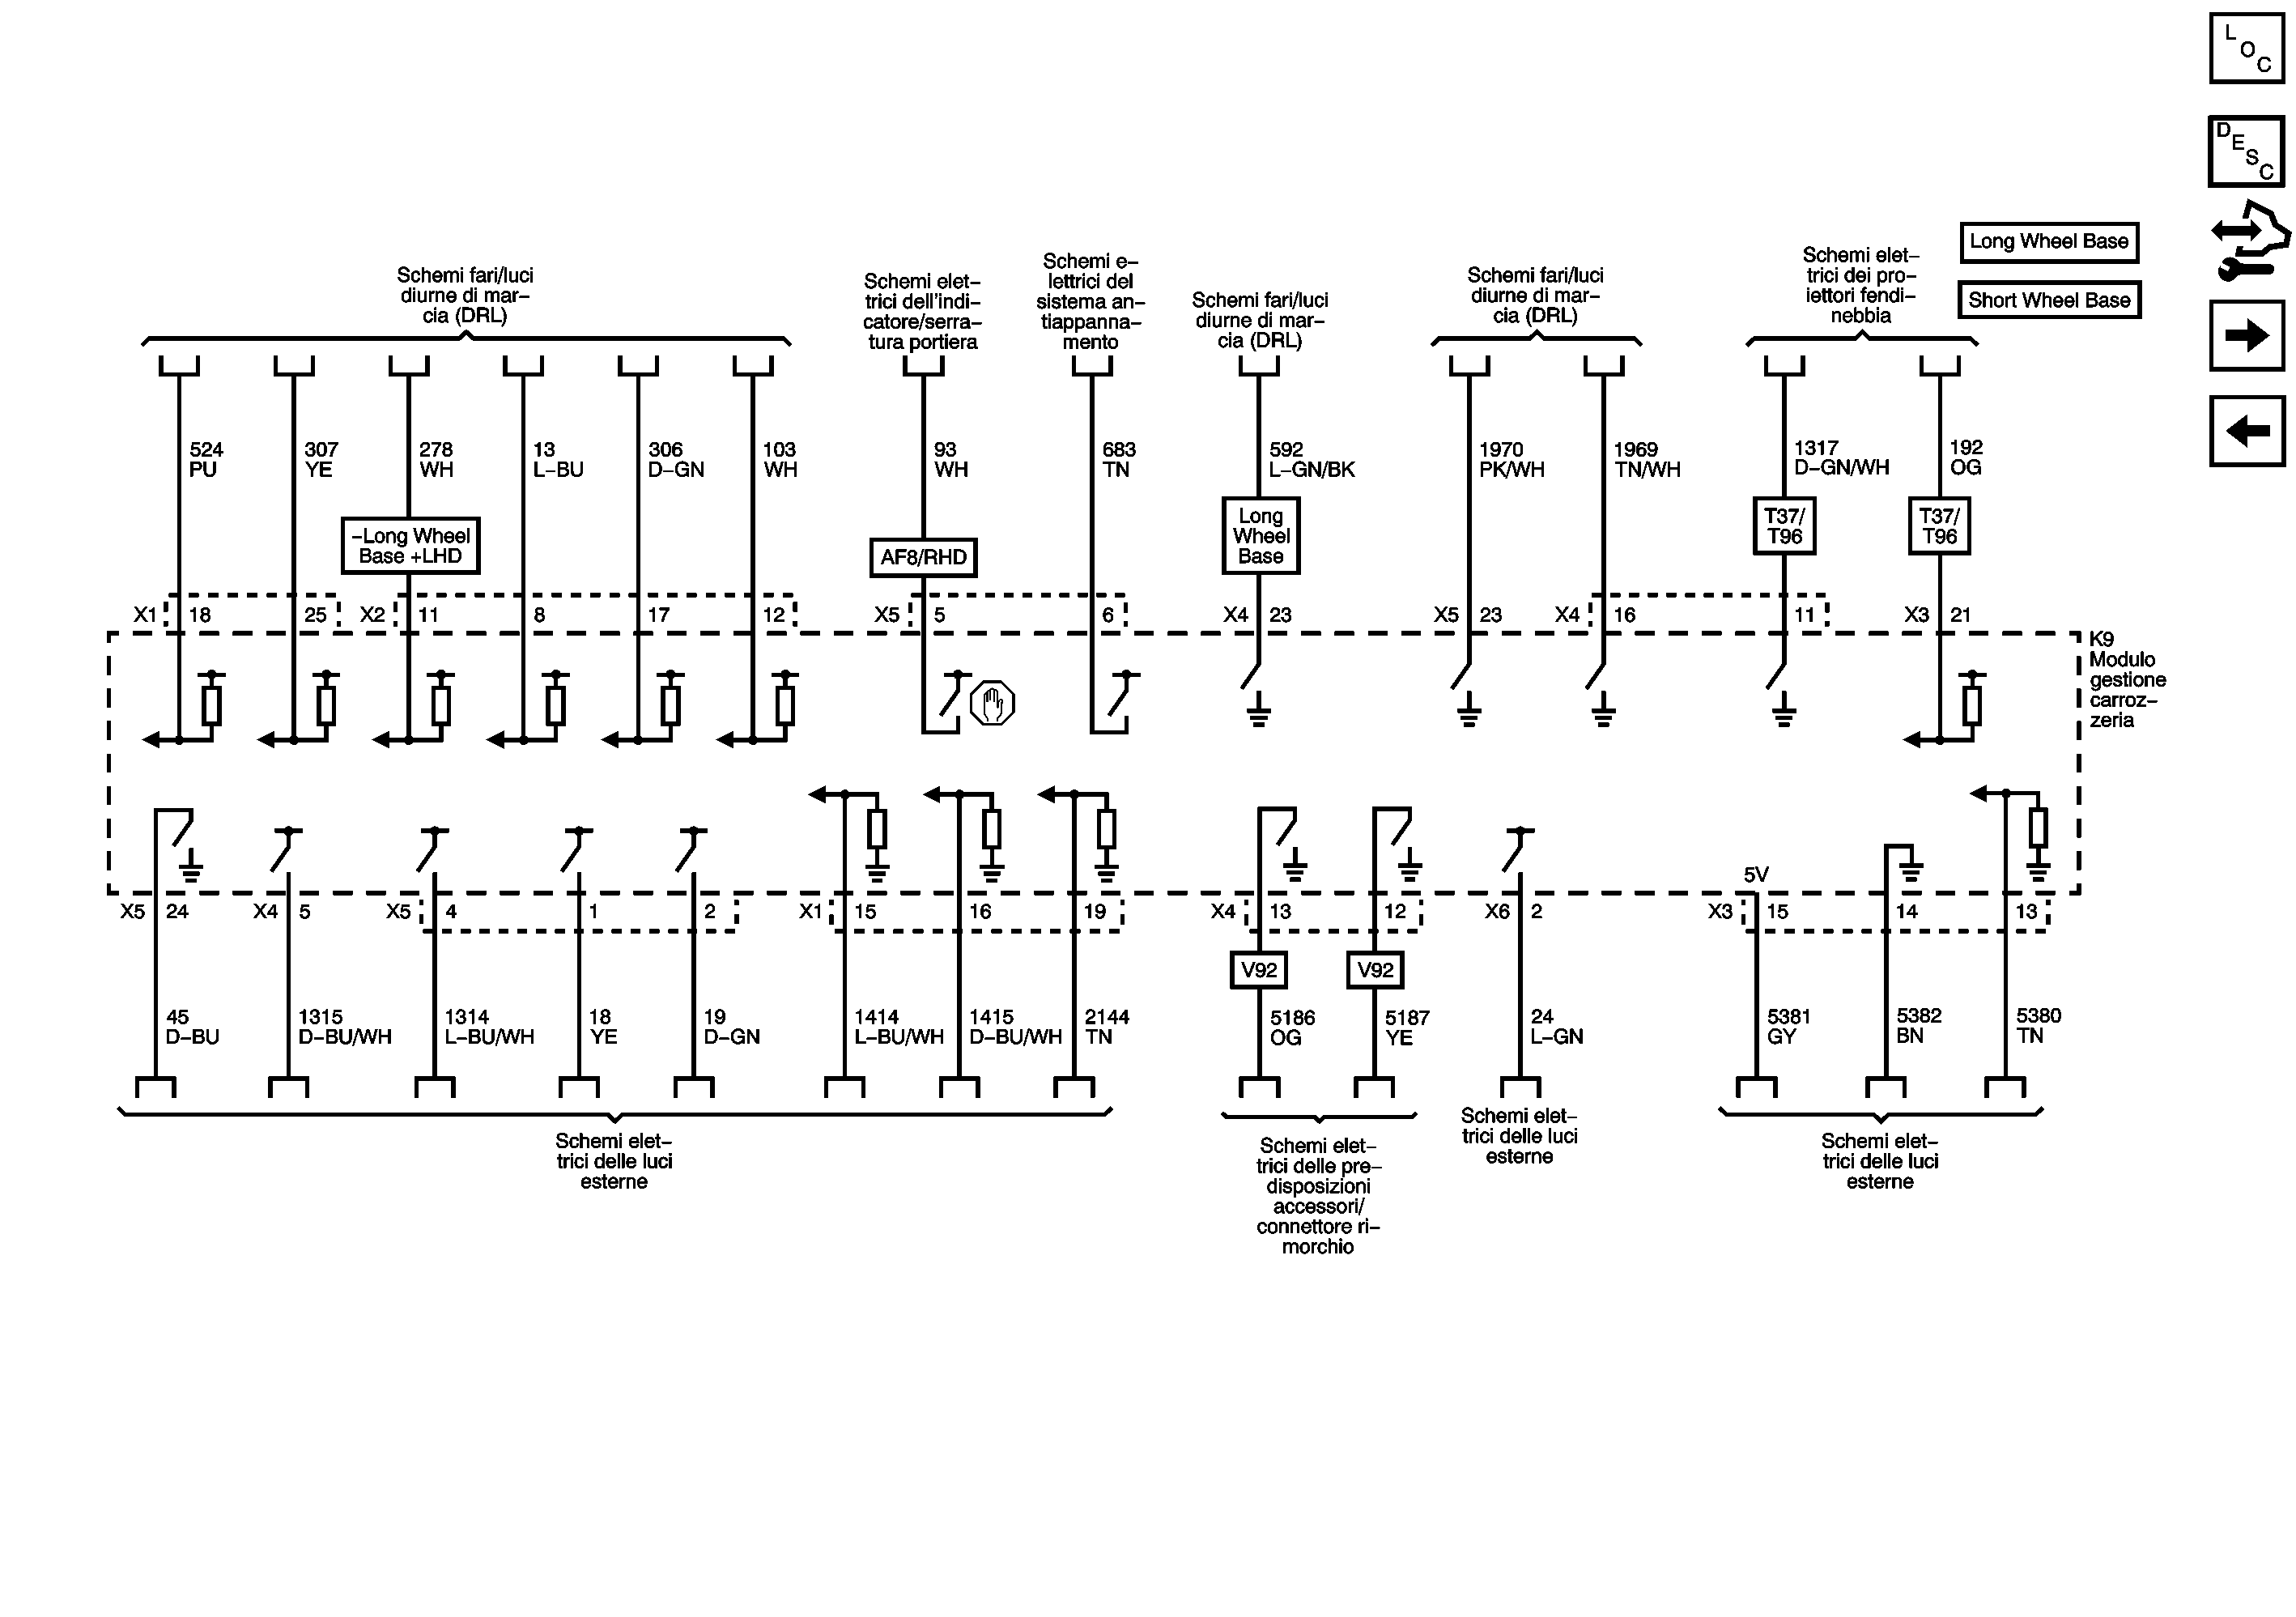 L
O
C
D
E
S
C
Long Wheel Base
Short Wheel Base
Schemi fari/luci
diurne di mar–
cia (DRL)
Schemi elet–
trici dell'indi–
catore/serra–
tura portiera
Schemi e–
lettrici del
sistema an–
tiappanna–
mento
Schemi fari/luci
diurne di mar–
cia (DRL)
Schemi fari/luci
diurne di mar–
cia (DRL)
Schemi elet–
trici dei pro–
iettori fendi–
nebbia
524
PU
307
YE
278
WH
13
L–BU
306
D–GN
103
WH
93
WH
683
TN
592
L–GN/BK
1970
PK/WH
1969
TN/WH
1317
D–GN/WH
192
OG
–Long Wheel
Base +LHD
AF8/RHD
Long
Wheel
Base
T37/
T96
T37/
T96
X1 18 25 X2 11 8 17 12 X5 5 6 X4 23 X5 23 X4 16 11 X3 21
K9
Modulo
gestione
carroz–
zeria
5V
X5 24 X4 5 X5 4 1 2 X1 15 16 19 X4 13 12 X6 2 X3 15 14 13
V92
V92
45
D–BU
1315
D–BU/WH
1314
L–BU/WH
18
YE
19
D–GN
1414
L–BU/WH
1415
D–BU/WH
2144
TN
5186
OG
5187
YE
24
L–GN
5381
GY
5382
BN
5380
TN
Schemi elet–
trici delle luci
esterne
Schemi elet–
trici delle pre–
disposizioni
accessori/
connettore ri–
morchio
Schemi elet–
trici delle luci
esterne
Schemi elet–
trici delle luci
esterne